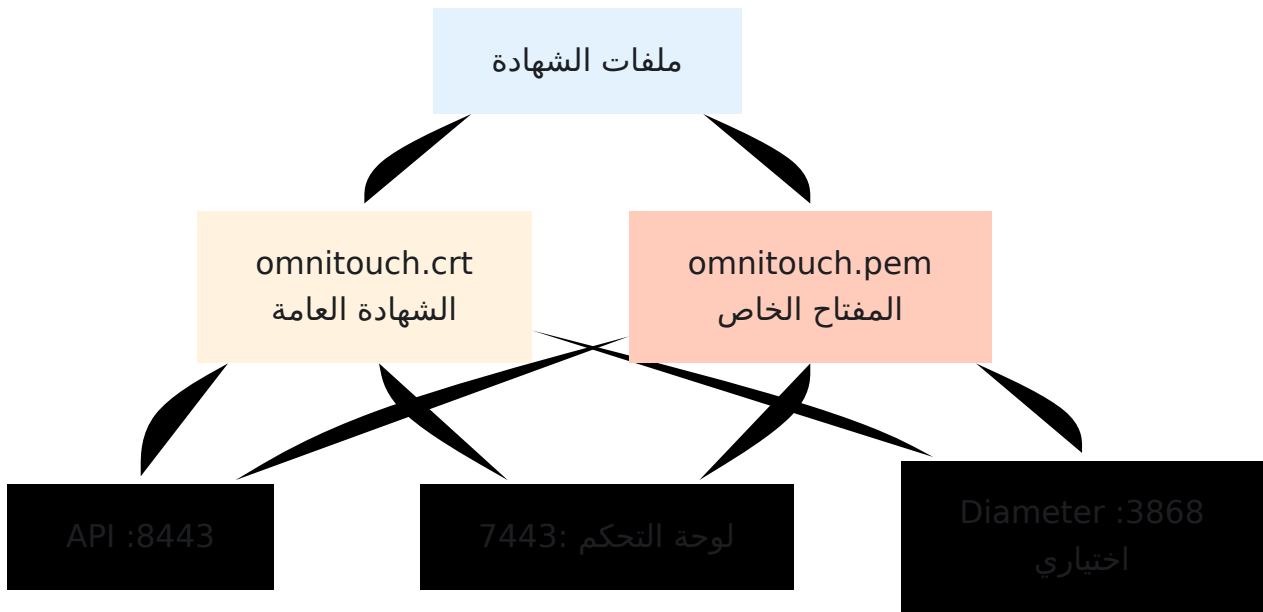 ملفات الشهادة
omnitouch.crt
الشهادة العامة
omnitouch.pem
المفتاح الخاص
API :8443
لوحة التحكم :7443
Diameter :3868
اختياري